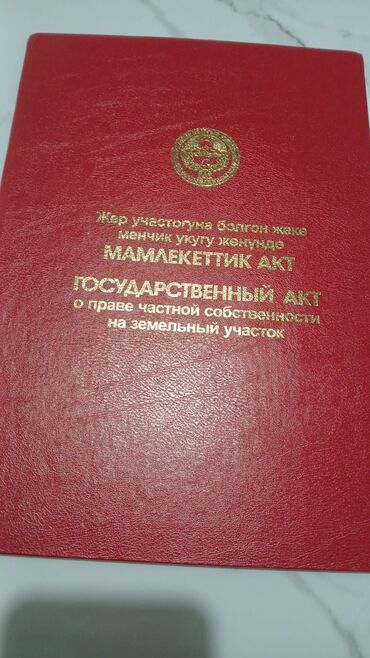 Жер участогуна болгон жеке
менчик укугу жөнүндө
МАМЛЕКЕТТИК АКТ
ГОСУДАРСТВЕННЫЙ АКТ
о праве частной собственности
на земельный участок